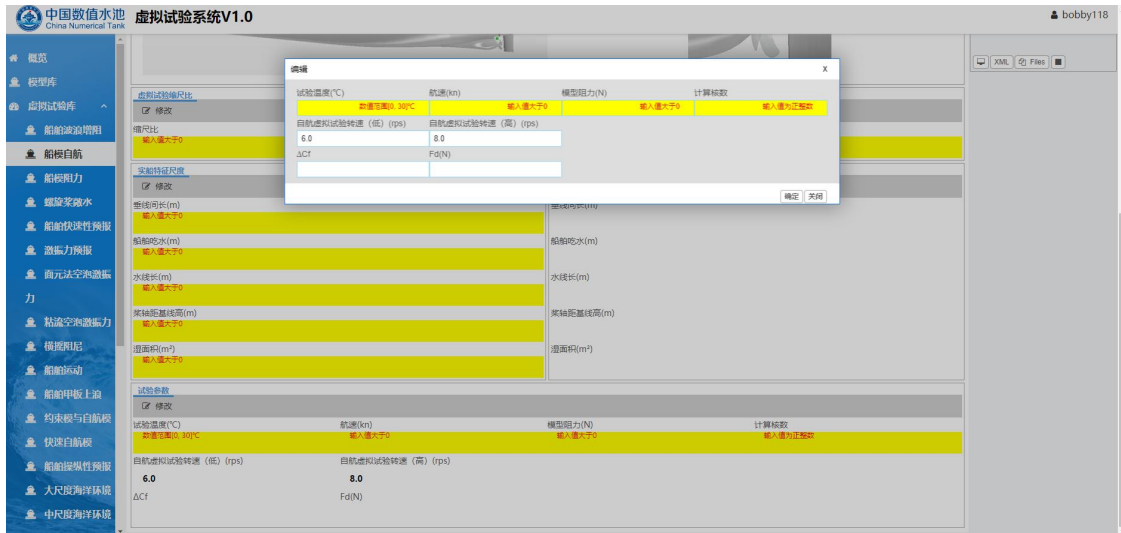 中国数值水池 虚拟试验系统V1.0
China Numerical Tank
bobby118
概览
模型库
虚拟试验库
船舶波浪增阻
船模自航
船模阻力
螺旋桨敞水
船舶快速性预报
激振力预报
面元法空泡激振
力
粘流空泡激振力
横摇阻尼
船舶运动
船舶甲板上浪
约束模与自航模
快速自航模
船舶操纵性预报
大尺度海洋环境
中尺度海洋环境
XML Files
编辑 X
试验温度(℃) 航速(kn) 模型阻力(N) 计算核数
数值范围[0, 30]℃ 输入值大于0 输入值大于0 输入值为正整数
自航虚拟试验转速（低）(rps) 自航虚拟试验转速（高）(rps)
6.0 8.0
ΔCf Fd(N)
确定 关闭
虚拟试验缩尺比
修改
缩尺比
输入值大于0
实船特征尺度
修改
垂线间长(m) 垂线间长(m)
输入值大于0
船舶吃水(m) 船舶吃水(m)
输入值大于0
水线长(m) 水线长(m)
输入值大于0
桨轴距基线高(m) 桨轴距基线高(m)
输入值大于0
湿面积(m²) 湿面积(m²)
输入值大于0
试验参数
修改
试验温度(℃) 航速(kn) 模型阻力(N) 计算核数
数值范围[0, 30]℃ 输入值大于0 输入值大于0 输入值为正整数
自航虚拟试验转速（低）(rps) 自航虚拟试验转速（高）(rps)
6.0 8.0
ΔCf Fd(N)